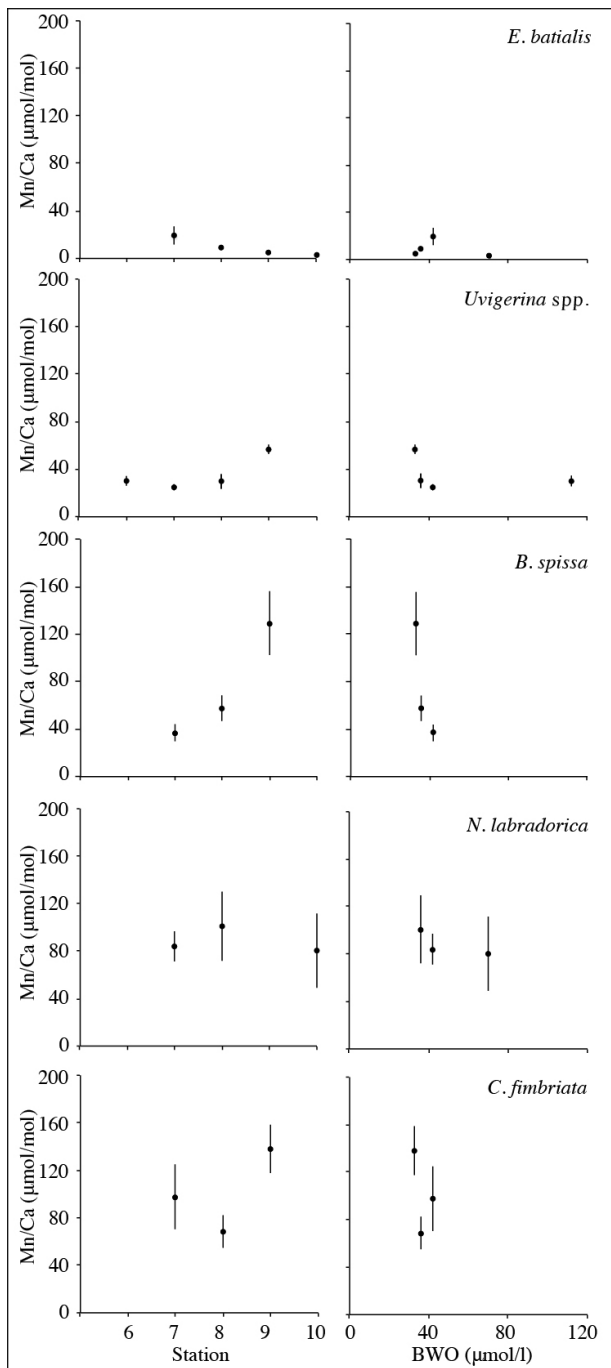 200
160
120
80
40
0
Mn/Ca (μmol/mol)
E. batialis
200
160
120
80
40
0
Mn/Ca (μmol/mol)
Uvigerina spp.
200
160
120
80
40
0
Mn/Ca (μmol/mol)
B. spissa
200
160
120
80
40
0
Mn/Ca (μmol/mol)
N. labradorica
200
160
120
80
40
0
Mn/Ca (μmol/mol)
C. fimbriata
6 7 8 9 10
Station
0 40 80 120
BWO (μmol/l)